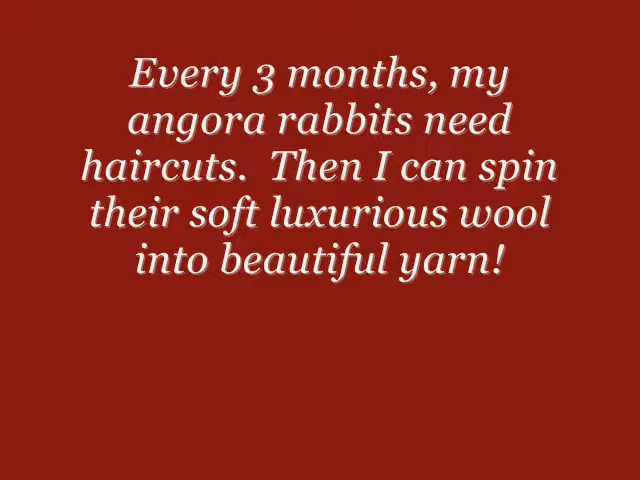 Every 3 months, my
angora rabbits need
haircuts.  Then I can spin
their soft luxurious wool
into beautiful yarn!